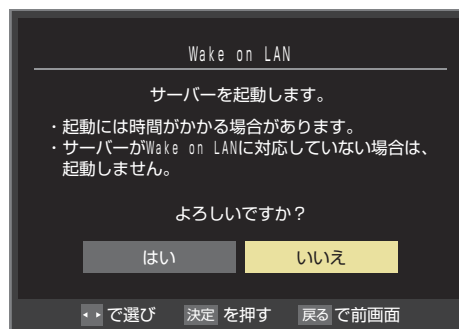 Wake on LAN
サーバーを起動します。
・起動には時間がかかる場合があります。
・サーバーがWake on LANに対応していない場合は、
起動しません。
よろしいですか？
はい いいえ
で選び 決定 を押す 戻る で前画面